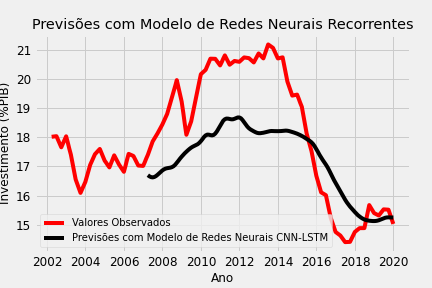 Previsões com Modelo de Redes Neurais Recorrentes
21
20
19
18
17
16
15
Investimento (%PIB)
Valores Observados
Previsões com Modelo de Redes Neurais CNN-LSTM
2002 2004 2006 2008 2010 2012 2014 2016 2018 2020
Ano